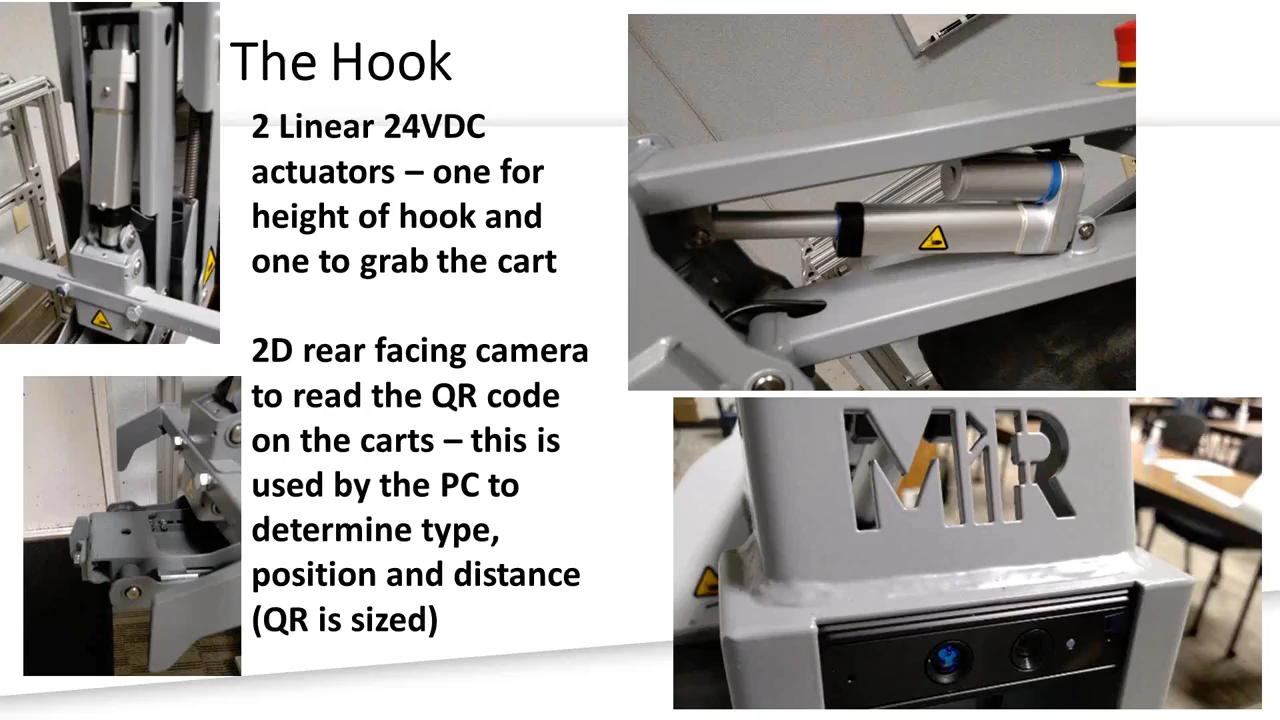 The Hook
2 Linear 24VDC
actuators – one for
height of hook and
one to grab the cart
2D rear facing camera
to read the QR code
on the carts – this is
used by the PC to
determine type,
position and distance
(QR is sized)
MiR